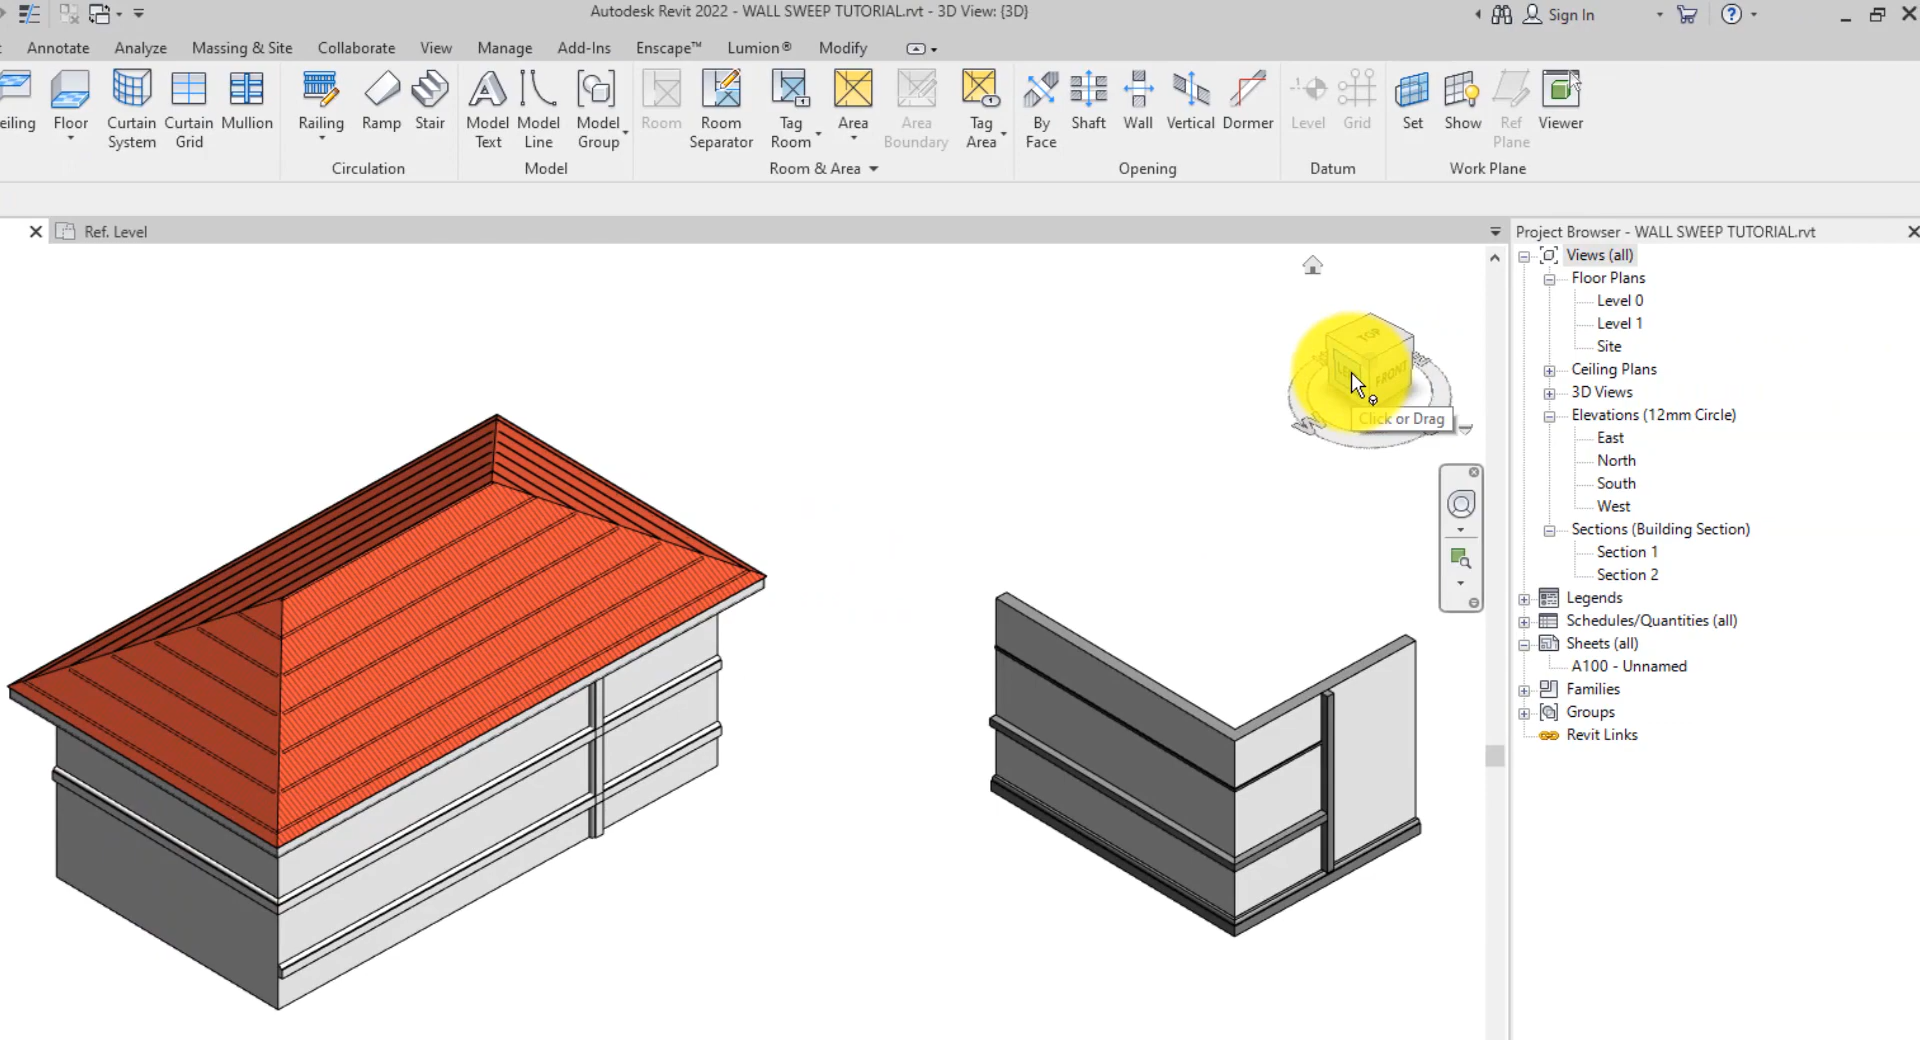 Autodesk Revit 2022 - WALL SWEEP TUTORIAL.rvt - 3D View: {3D}
Sign In
Annotate Analyze Massing & Site Collaborate View Manage Add-Ins Enscape™ Lumion® Modify
eiling
Floor
Curtain System
Curtain Grid
Mullion
Railing
Ramp
Stair
Model Text
Model Line
Model Group
Room
Room Separator
Tag Room
Area
Area Boundary
Tag Area
By Face
Shaft
Wall
Vertical
Dormer
Level
Grid
Set
Show
Ref Plane
Viewer
Circulation
Model
Room & Area
Opening
Datum
Work Plane
Ref. Level
Project Browser - WALL SWEEP TUTORIAL.rvt
Views (all)
Floor Plans
Level 0
Level 1
Site
Ceiling Plans
3D Views
Elevations (12mm Circle)
East
North
South
West
Sections (Building Section)
Section 1
Section 2
Legends
Schedules/Quantities (all)
Sheets (all)
A100 - Unnamed
Families
Groups
Revit Links
TOP
FRONT
Click or Drag
W